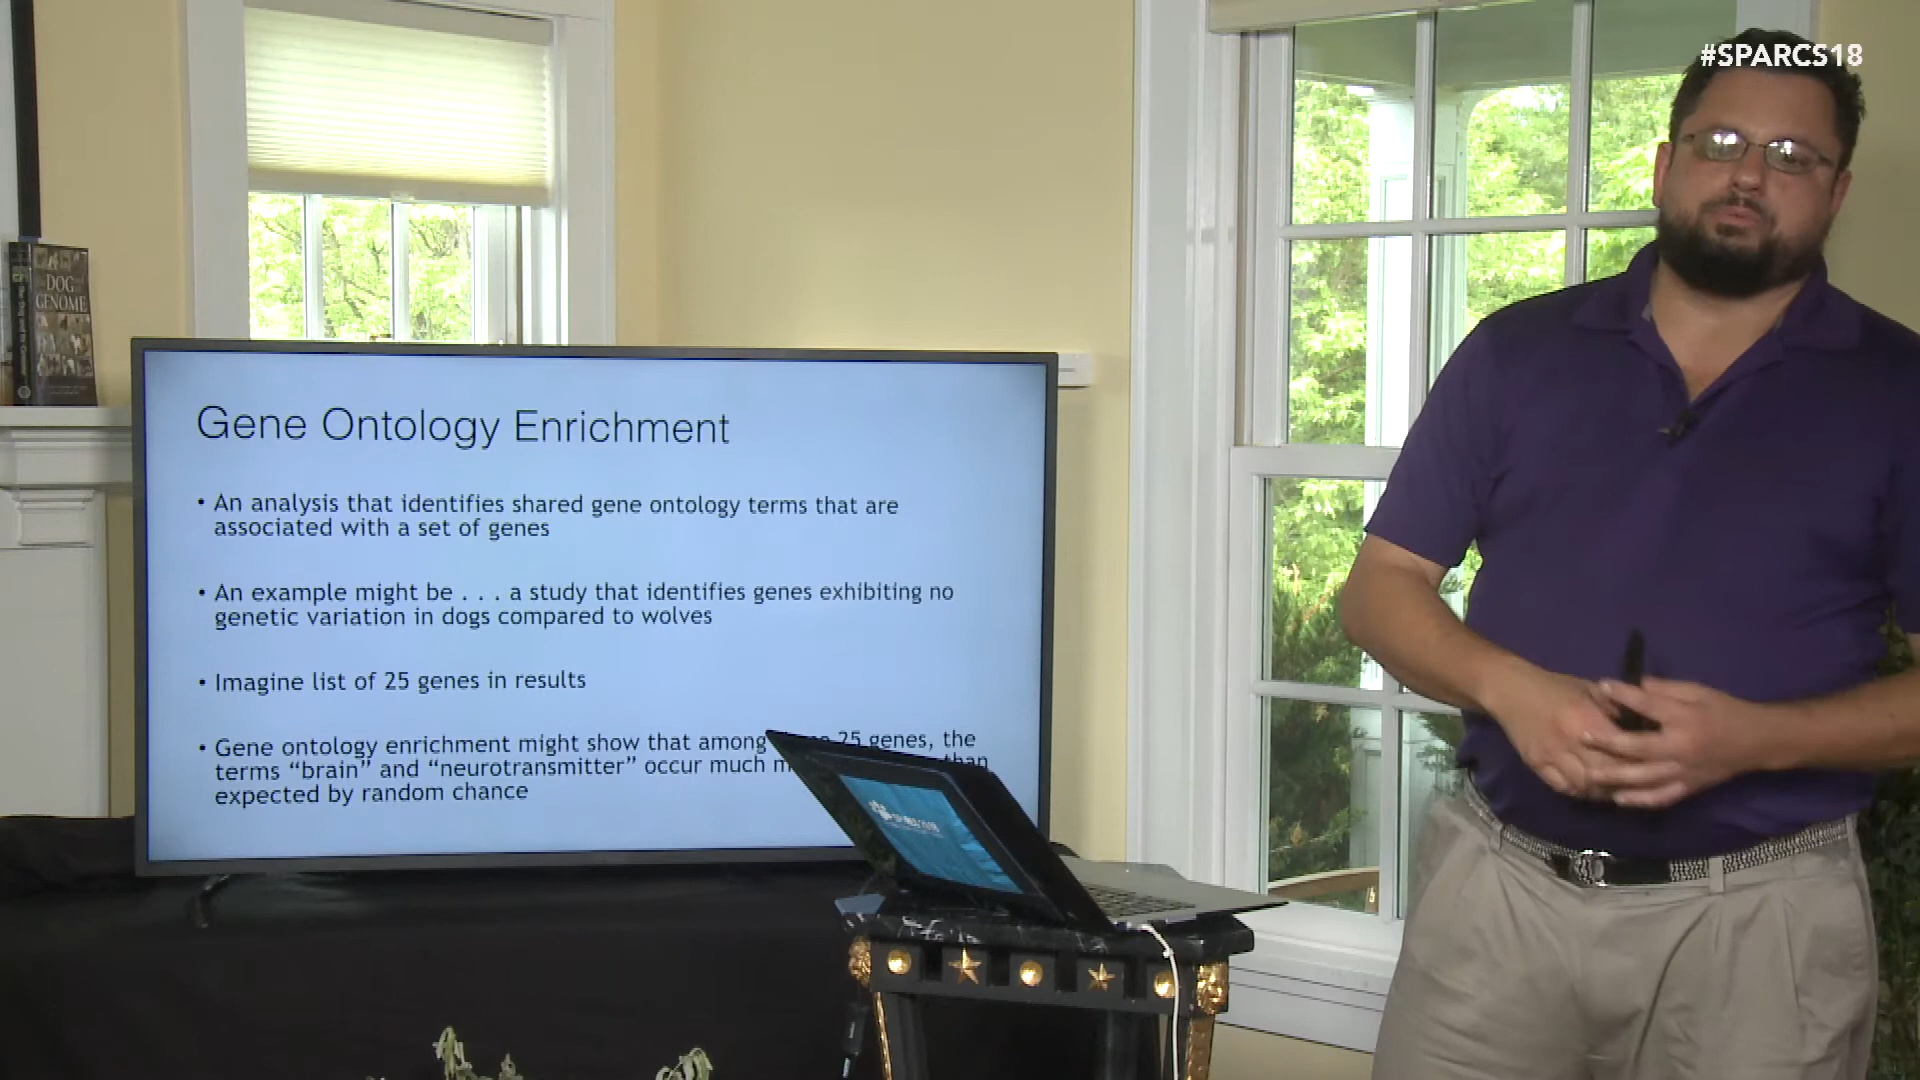 #SPARCS18
DOG
GENOME
Gene Ontology Enrichment
• An analysis that identifies shared gene ontology terms that are
associated with a set of genes
• An example might be . . . a study that identifies genes exhibiting no
genetic variation in dogs compared to wolves
• Imagine list of 25 genes in results
• Gene ontology enrichment might show that among 25 genes, the
terms “brain” and “neurotransmitter” occur much than
expected by random chance